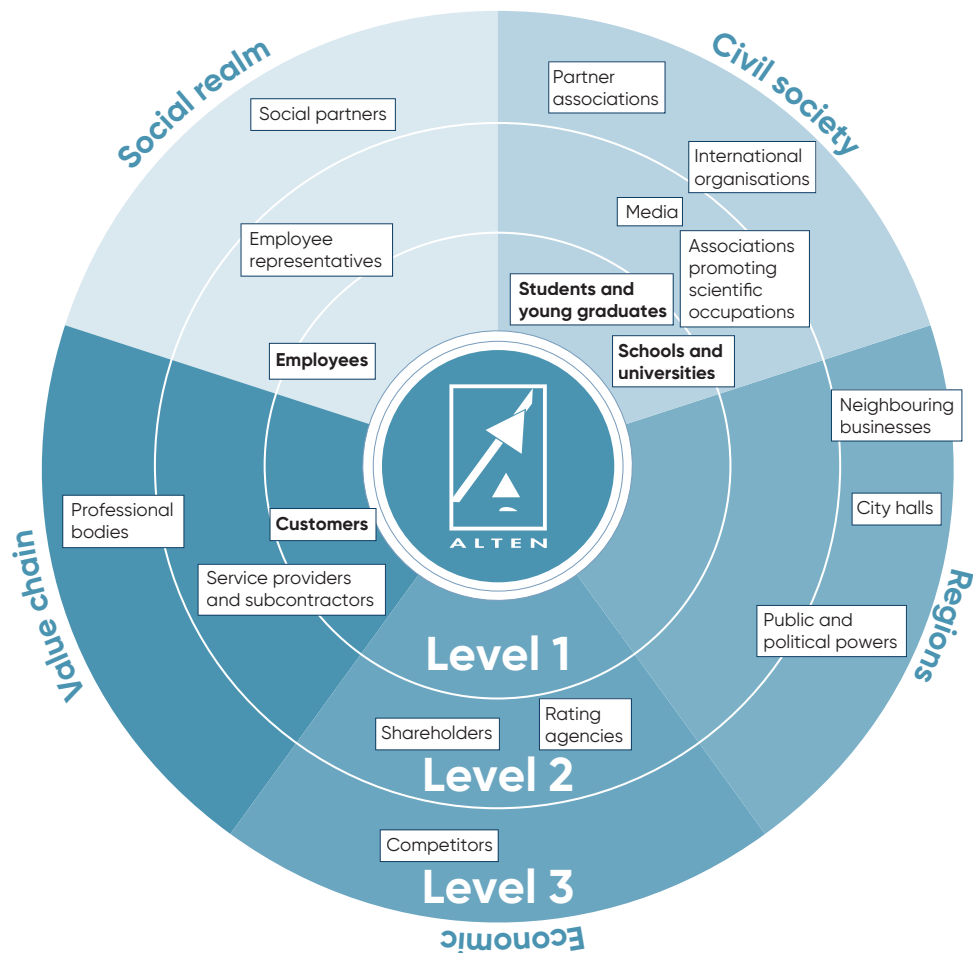 Social realm
Civil society
Partner
associations
Social partners
International
organisations
Media
Employee
representatives
Associations
promoting
scientific
occupations
Students and
young graduates
Employees
Schools and
universities
Neighbouring
businesses
ALTEN
Professional
bodies
Customers
City halls
Service providers
and subcontractors
Value chain
Regions
Public and
political powers
Level 1
Shareholders
Rating
agencies
Level 2
Competitors
Level 3
Economic